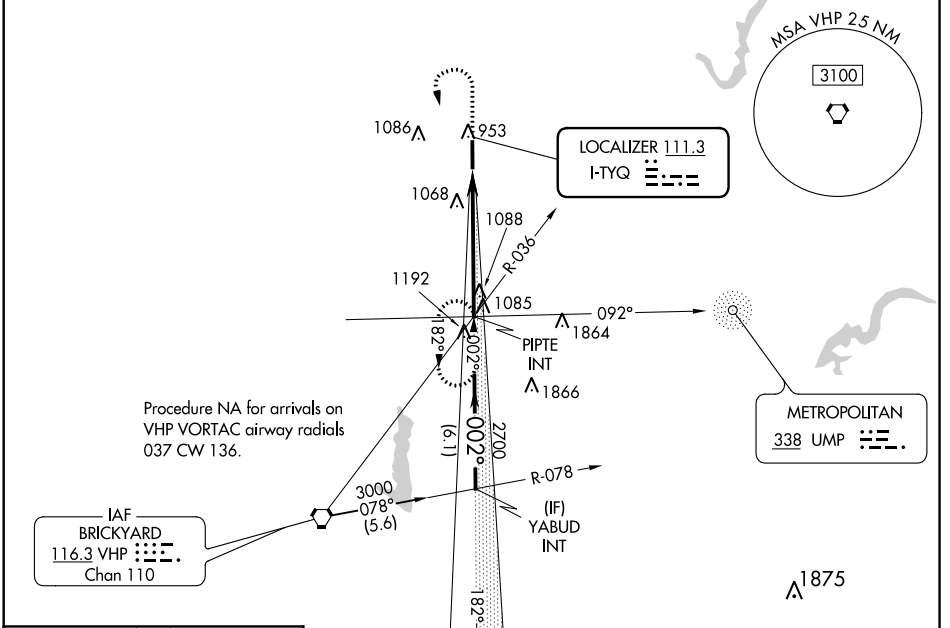 MSA VHP 25 NM
3100
1086
953
LOCALIZER 111.3
I-TYQ
1068
1088
R-036
1192
1085
092°
1864
182°
002°
PIPTE
INT
1866
Procedure NA for arrivals on
VHP VORTAC airway radials
037 CW 136.
METROPOLITAN
338 UMP
(6.1)
002°
2700
3000
078°
(5.6)
R-078
(IF)
YABUD
INT
IAF
BRICKYARD
116.3 VHP
Chan 110
1875
182°